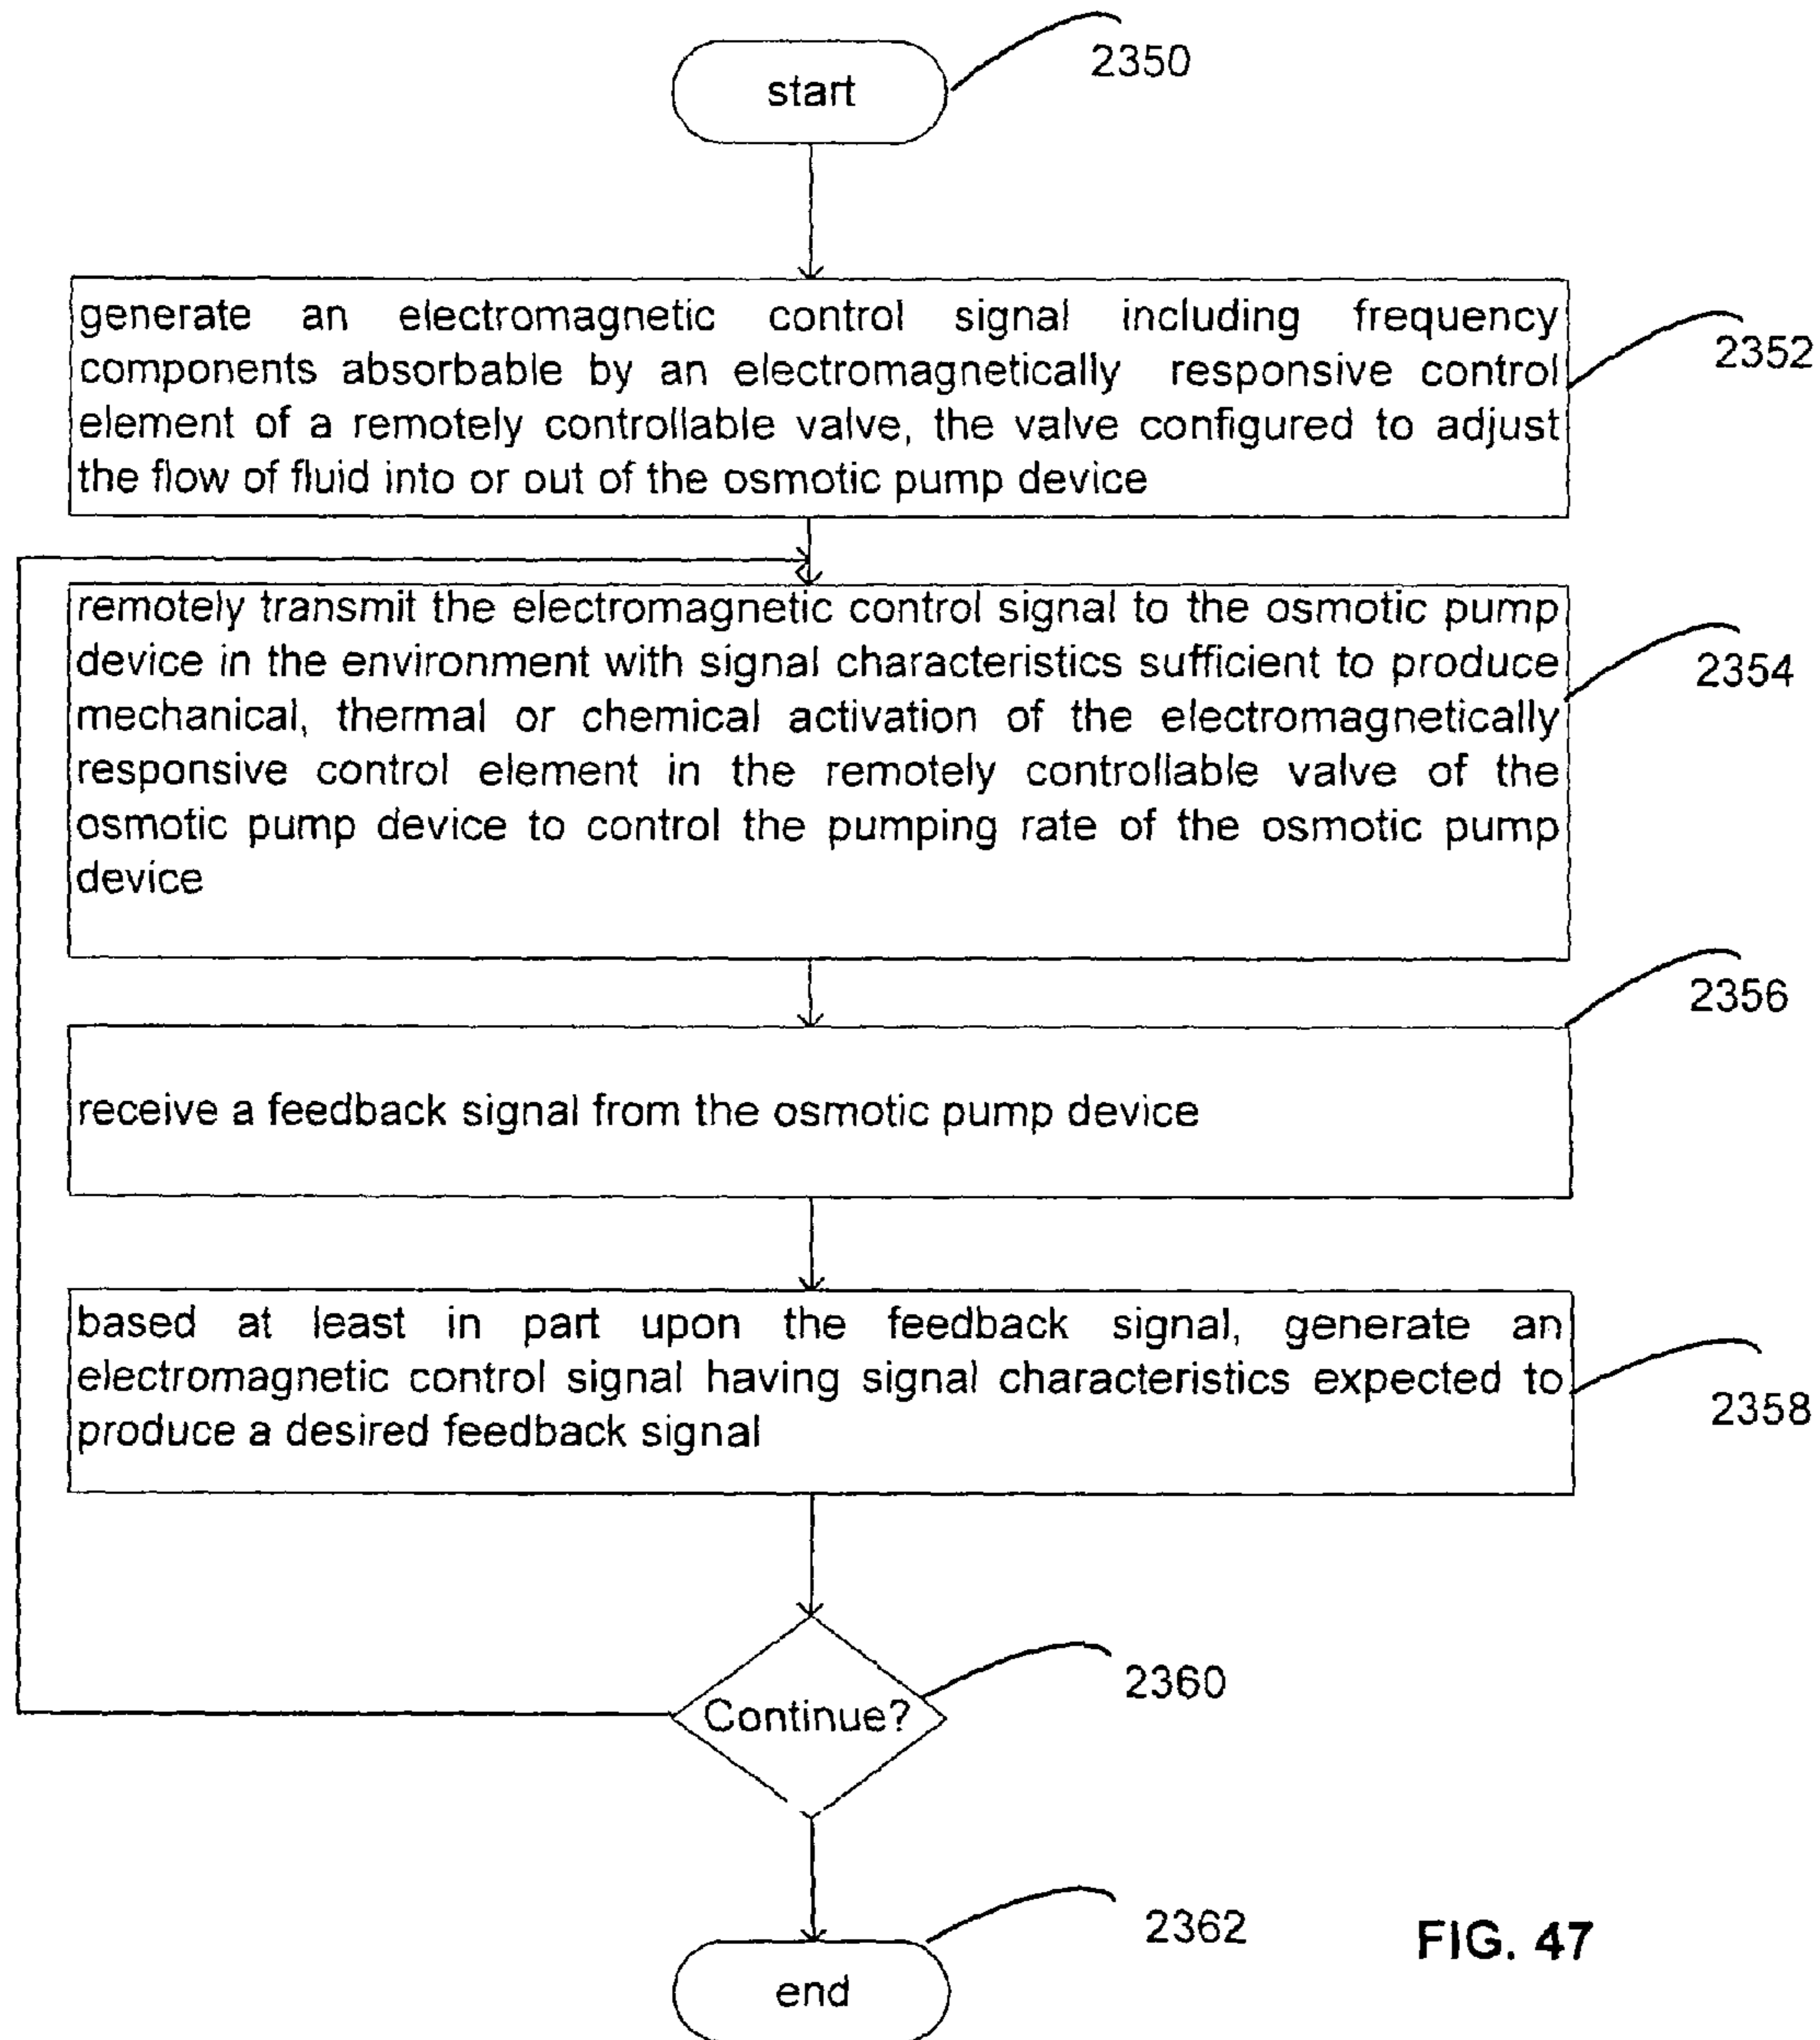 start
2350
generate an electromagnetic control signal including frequency
components absorbable by an electromagnetically responsive control
element of a remotely controllable valve, the valve configured to adjust
the flow of fluid into or out of the osmotic pump device
2352
remotely transmit the electromagnetic control signal to the osmotic pump
device in the environment with signal characteristics sufficient to produce
mechanical, thermal or chemical activation of the electromagnetically
responsive control element in the remotely controllable valve of the
osmotic pump device to control the pumping rate of the osmotic pump
device
2354
receive a feedback signal from the osmotic pump device
2356
based at least in part upon the feedback signal, generate an
electromagnetic control signal having signal characteristics expected to
produce a desired feedback signal
2358
Continue?
2360
end
2362
FIG. 47